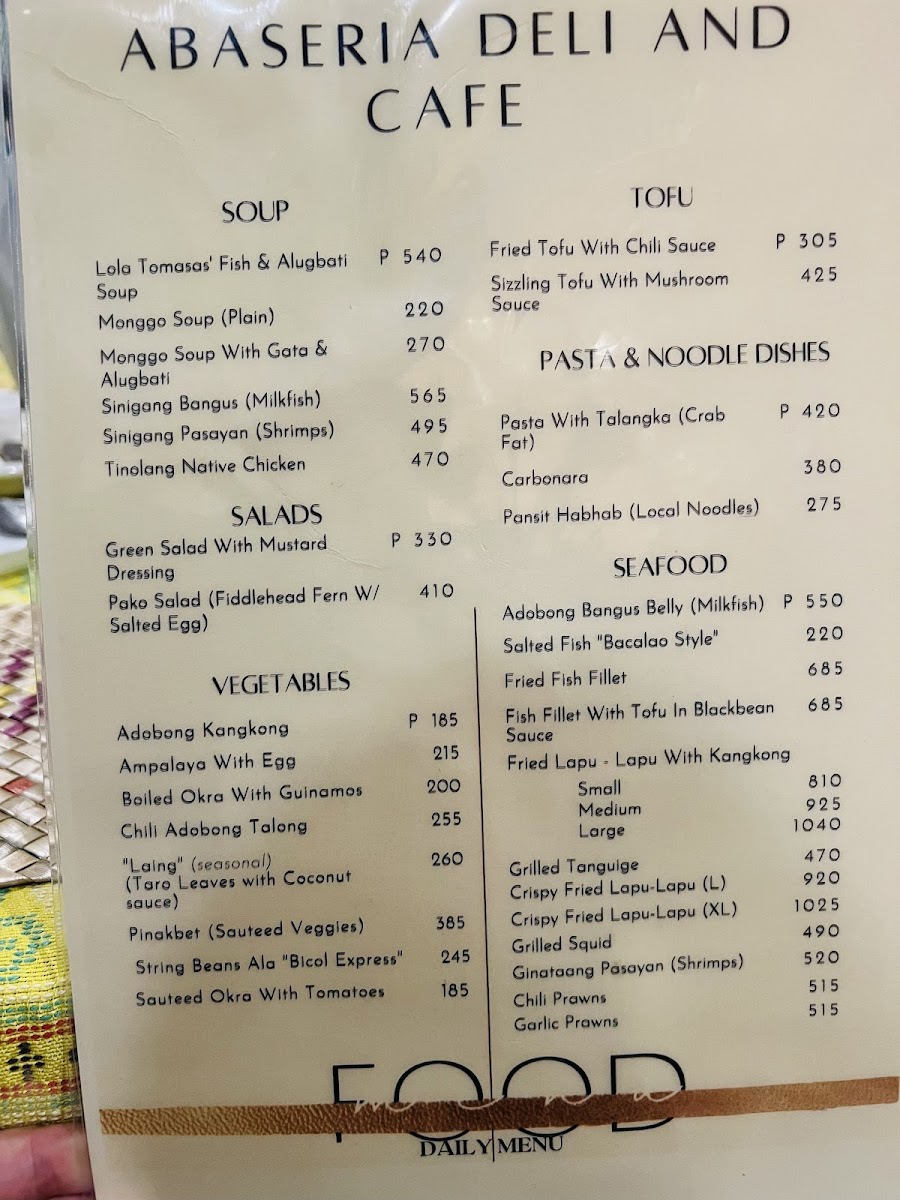 ABASERIA DELI AND
CAFE
SOUP
Lola Tomasas' Fish & Alugbati P 540
Soup
Monggo Soup (Plain) 220
Monggo Soup With Gata & 270
Alugbati
Sinigang Bangus (Milkfish) 565
Sinigang Pasayan (Shrimps) 495
Tinolang Native Chicken 470
SALADS
Green Salad With Mustard P 330
Dressing
Pako Salad (Fiddlehead Fern W/ 410
Salted Egg)
VEGETABLES
Adobong Kangkong P 185
Ampalaya With Egg 215
Boiled Okra With Guinamos 200
Chili Adobong Talong 255
"Laing" (seasonal) 260
(Taro Leaves with Coconut
sauce)
Pinakbet (Sauteed Veggies) 385
String Beans Ala "Bicol Express" 245
Sauteed Okra With Tomatoes 185
TOFU
Fried Tofu With Chili Sauce P 305
Sizzling Tofu With Mushroom 425
Sauce
PASTA & NOODLE DISHES
Pasta With Talangka (Crab P 420
Fat)
Carbonara 380
Pansit Habhab (Local Noodles) 275
SEAFOOD
Adobong Bangus Belly (Milkfish) P 550
Salted Fish "Bacalao Style" 220
Fried Fish Fillet 685
Fish Fillet With Tofu In Blackbean 685
Sauce
Fried Lapu - Lapu With Kangkong
Small 810
Medium 925
Large 1040
Grilled Tanguige 470
Crispy Fried Lapu-Lapu (L) 920
Crispy Fried Lapu-Lapu (XL) 1025
Grilled Squid 490
Ginataang Pasayan (Shrimps) 520
Chili Prawns 515
Garlic Prawns 515
FOOD
menu
DAILY MENU